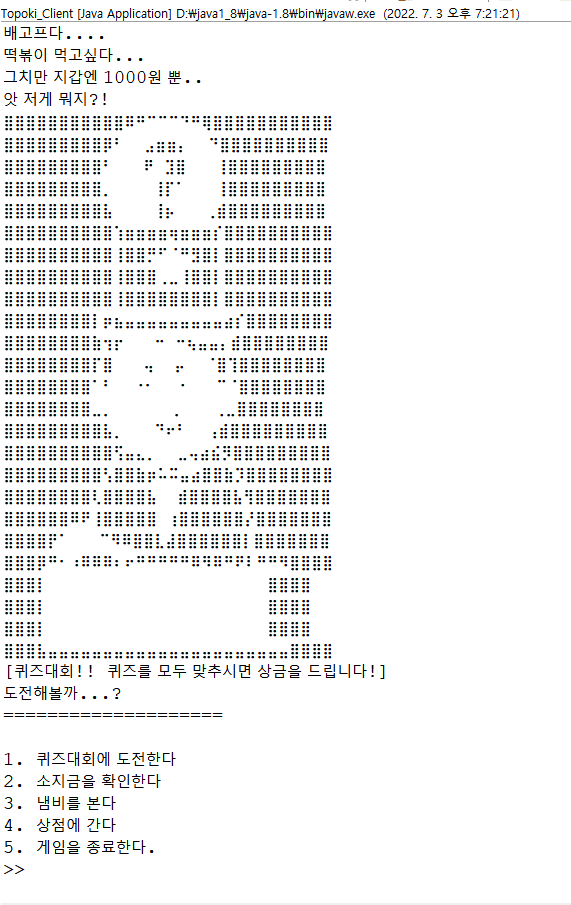 Topoki_Client [Java Application] D:₩java1_8₩java-1.8₩bin₩javaw.exe (2022. 7. 3 오후 7:21:21)
배고프다....
떡볶이 먹고싶다...
그치만 지갑엔 1000원 뿐..
앗 저게 뭐지?!
[퀴즈대회!! 퀴즈를 모두 맞추시면 상금을 드립니다!]
도전해볼까...?
====================
1. 퀴즈대회에 도전한다
2. 소지금을 확인한다
3. 냄비를 본다
4. 상점에 간다
5. 게임을 종료한다.
>>